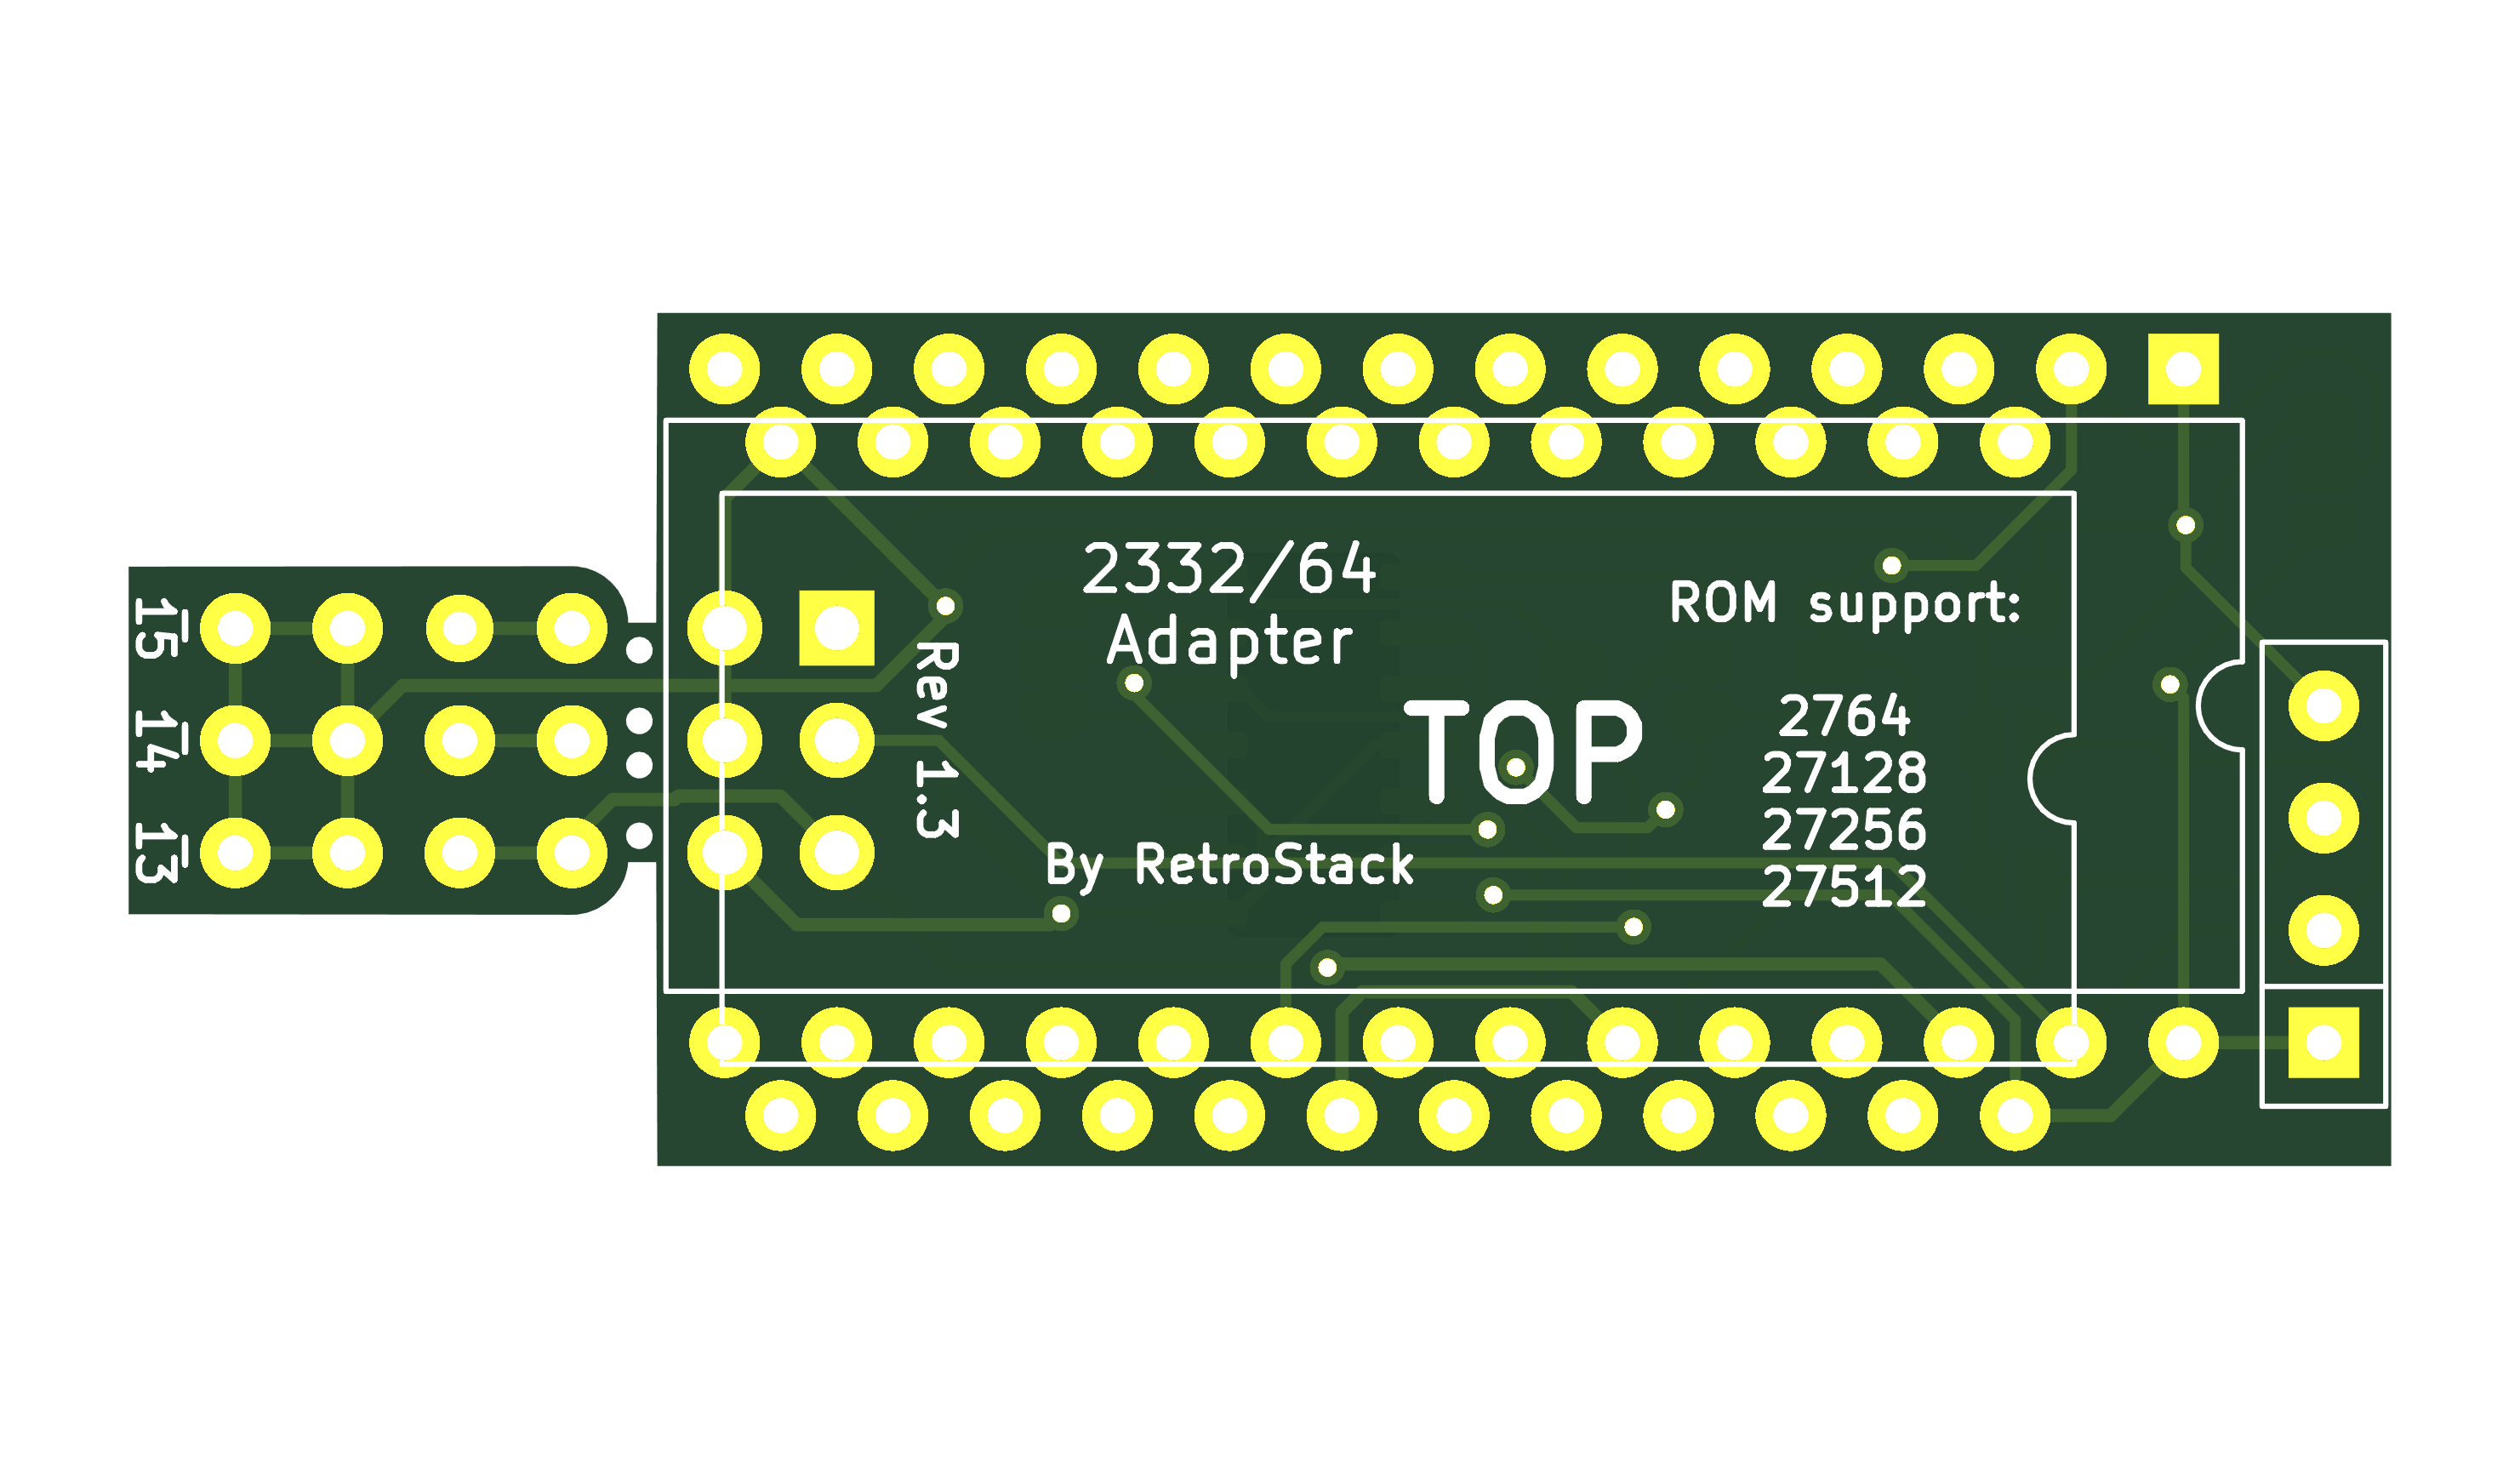 2332/64
Adapter
ROM support:
TOP
2764
27128
27256
27512
By RetroStack
Rev 1.3
15
14
13